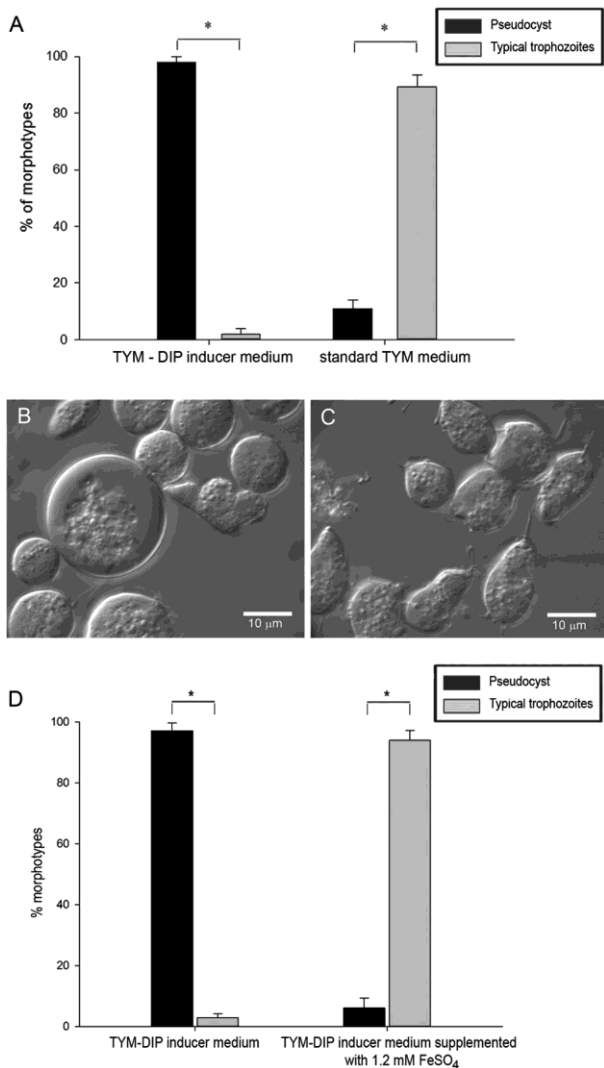 A
*
*
Pseudocyst
Typical trophozoites
% of morphotypes
100
80
60
40
20
0
TYM - DIP inducer medium
standard TYM medium
B
10 µm
C
10 µm
D
*
*
Pseudocyst
Typical trophozoites
% morphotypes
100
80
60
40
20
0
TYM-DIP inducer medium
TYM-DIP inducer medium supplemented
with 1.2 mM FeSO₄